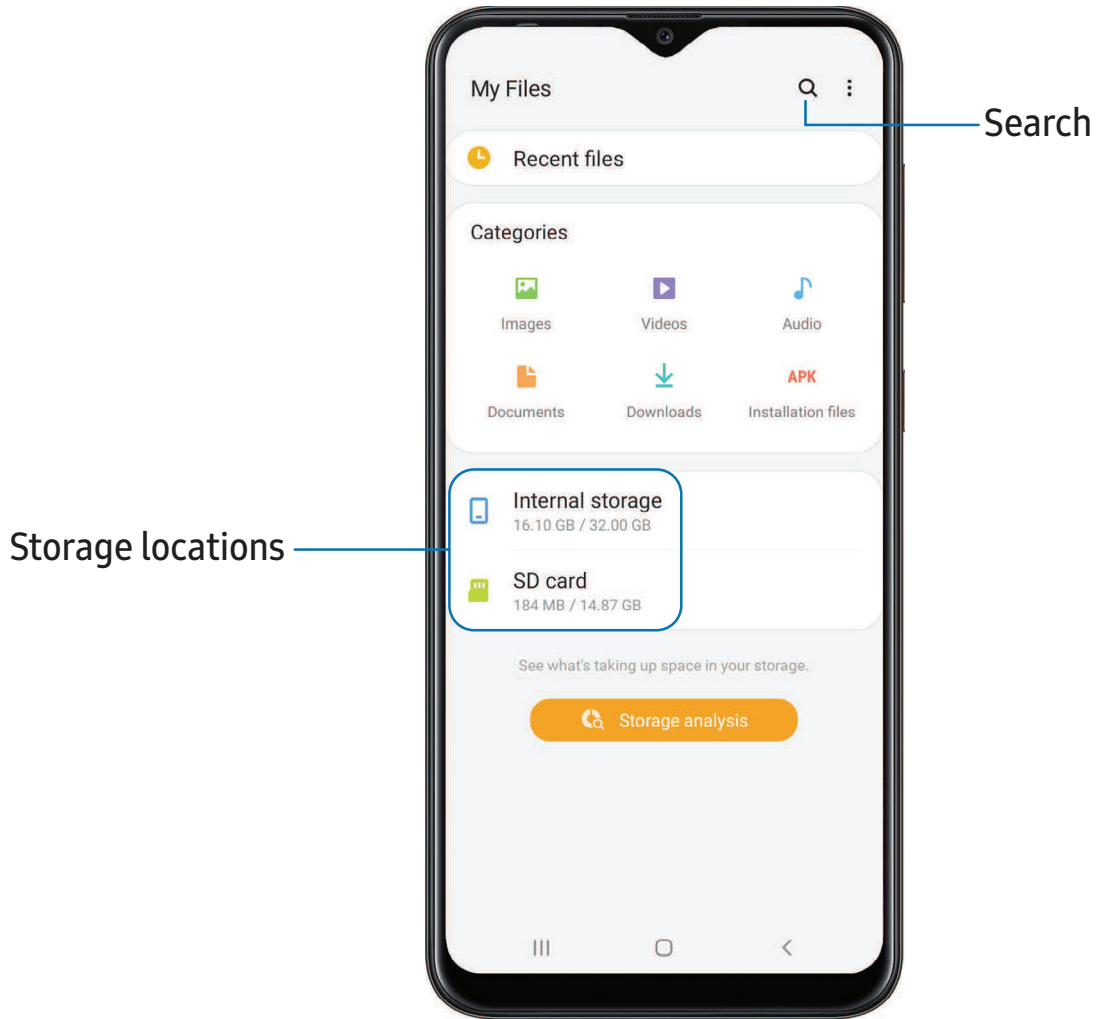 My Files
Search
Recent files
Categories
Images Videos Audio
APK
Documents Downloads Installation files
Internal storage
16.10 GB / 32.00 GB
Storage locations
SD card
184 MB / 14.87 GB
See what's taking up space in your storage.
Storage analysis